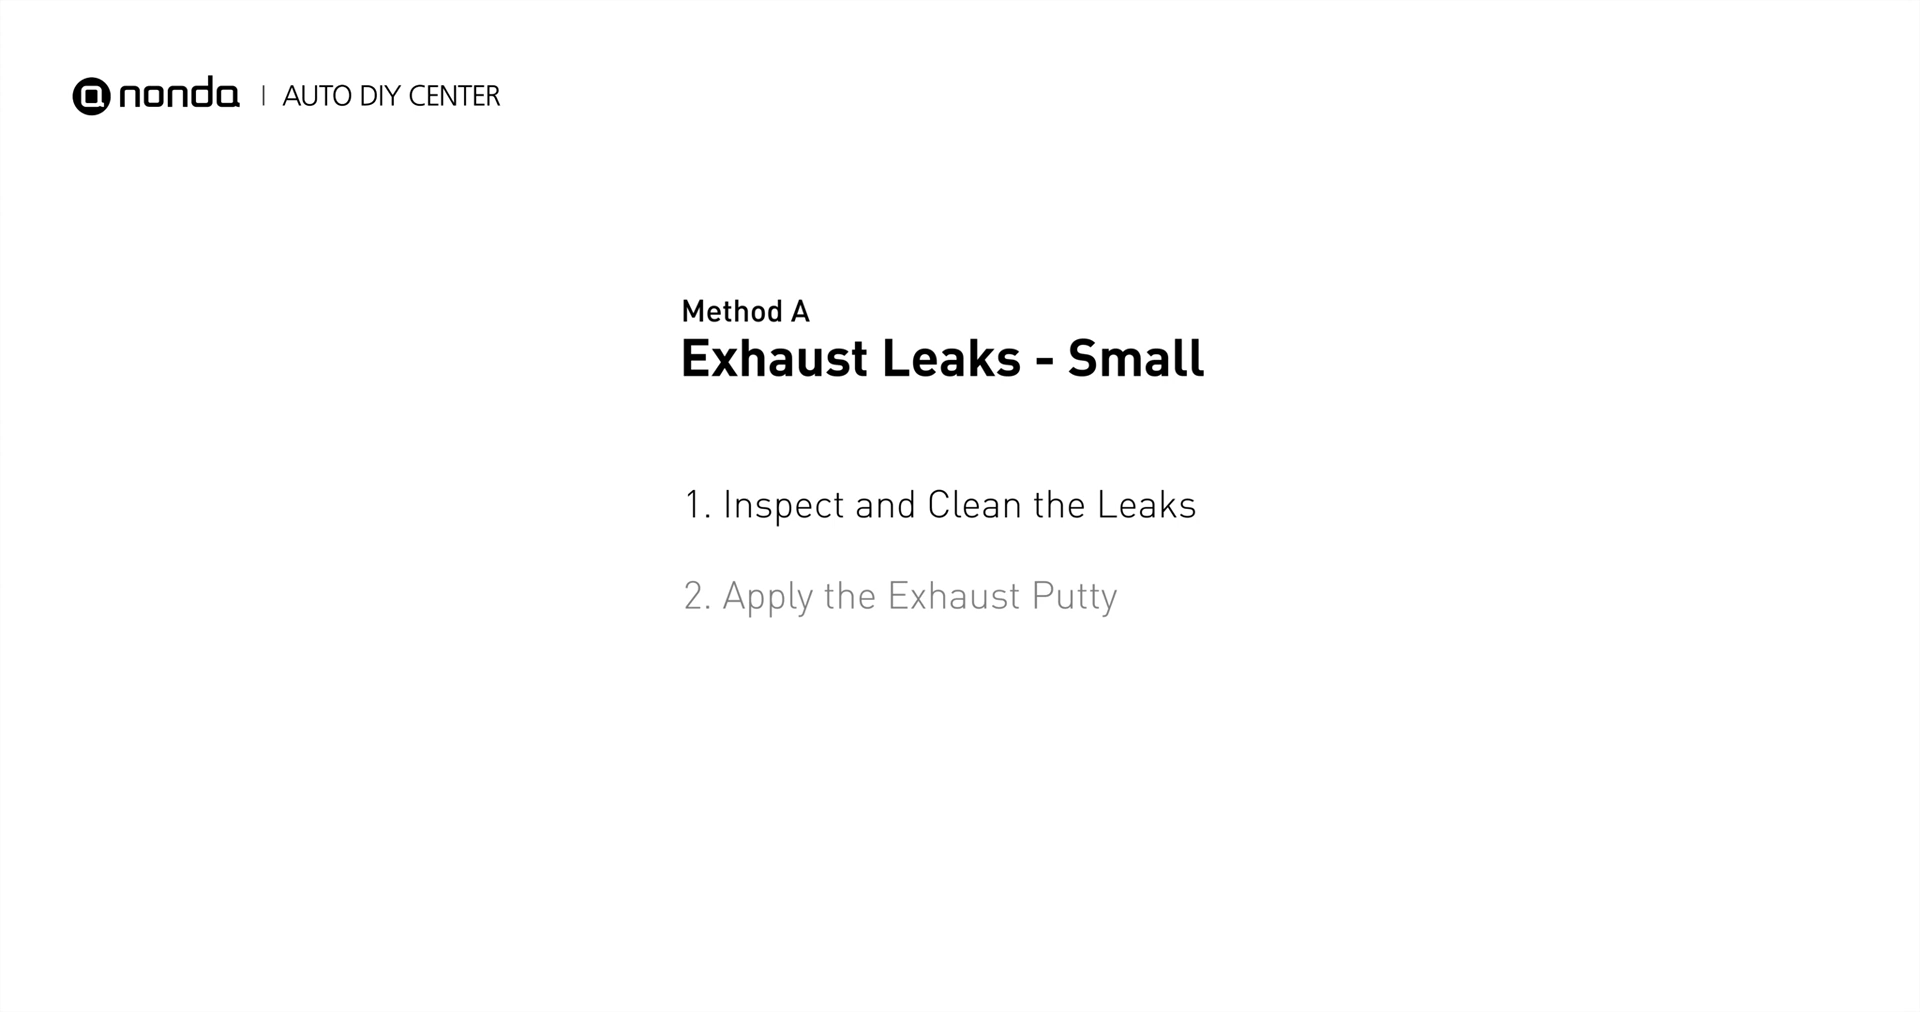 nonda | AUTO DIY CENTER
Method A
Exhaust Leaks - Small
1. Inspect and Clean the Leaks
2. Apply the Exhaust Putty